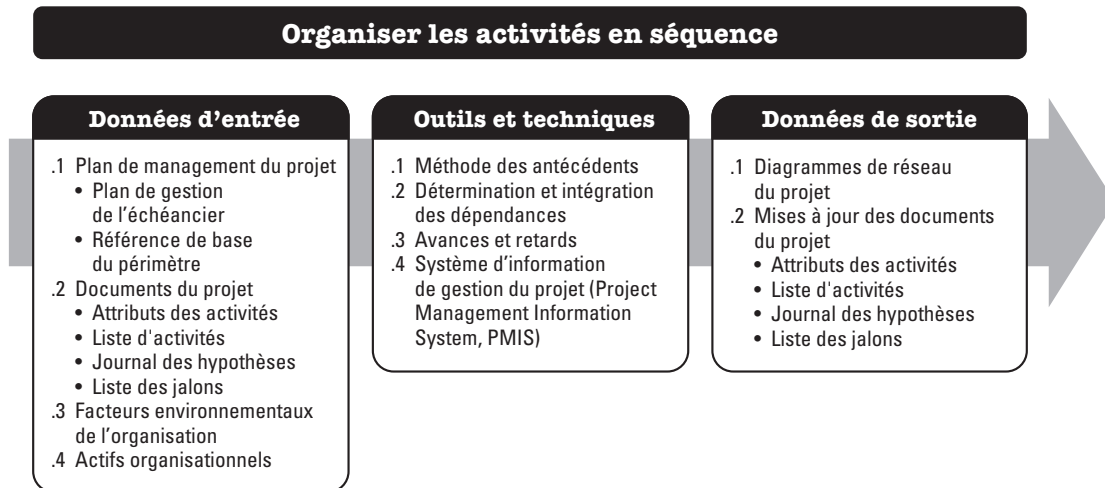 Organiser les activités en séquence
Données d’entrée
.1 Plan de management du projet
• Plan de gestion
de l’échéancier
• Référence de base
du périmètre
.2 Documents du projet
• Attributs des activités
• Liste d'activités
• Journal des hypothèses
• Liste des jalons
.3 Facteurs environnementaux
de l’organisation
.4 Actifs organisationnels
Outils et techniques
.1 Méthode des antécédents
.2 Détermination et intégration
des dépendances
.3 Avances et retards
.4 Système d’information
de gestion du projet (Project
Management Information
System, PMIS)
Données de sortie
.1 Diagrammes de réseau
du projet
.2 Mises à jour des documents
du projet
• Attributs des activités
• Liste d'activités
• Journal des hypothèses
• Liste des jalons